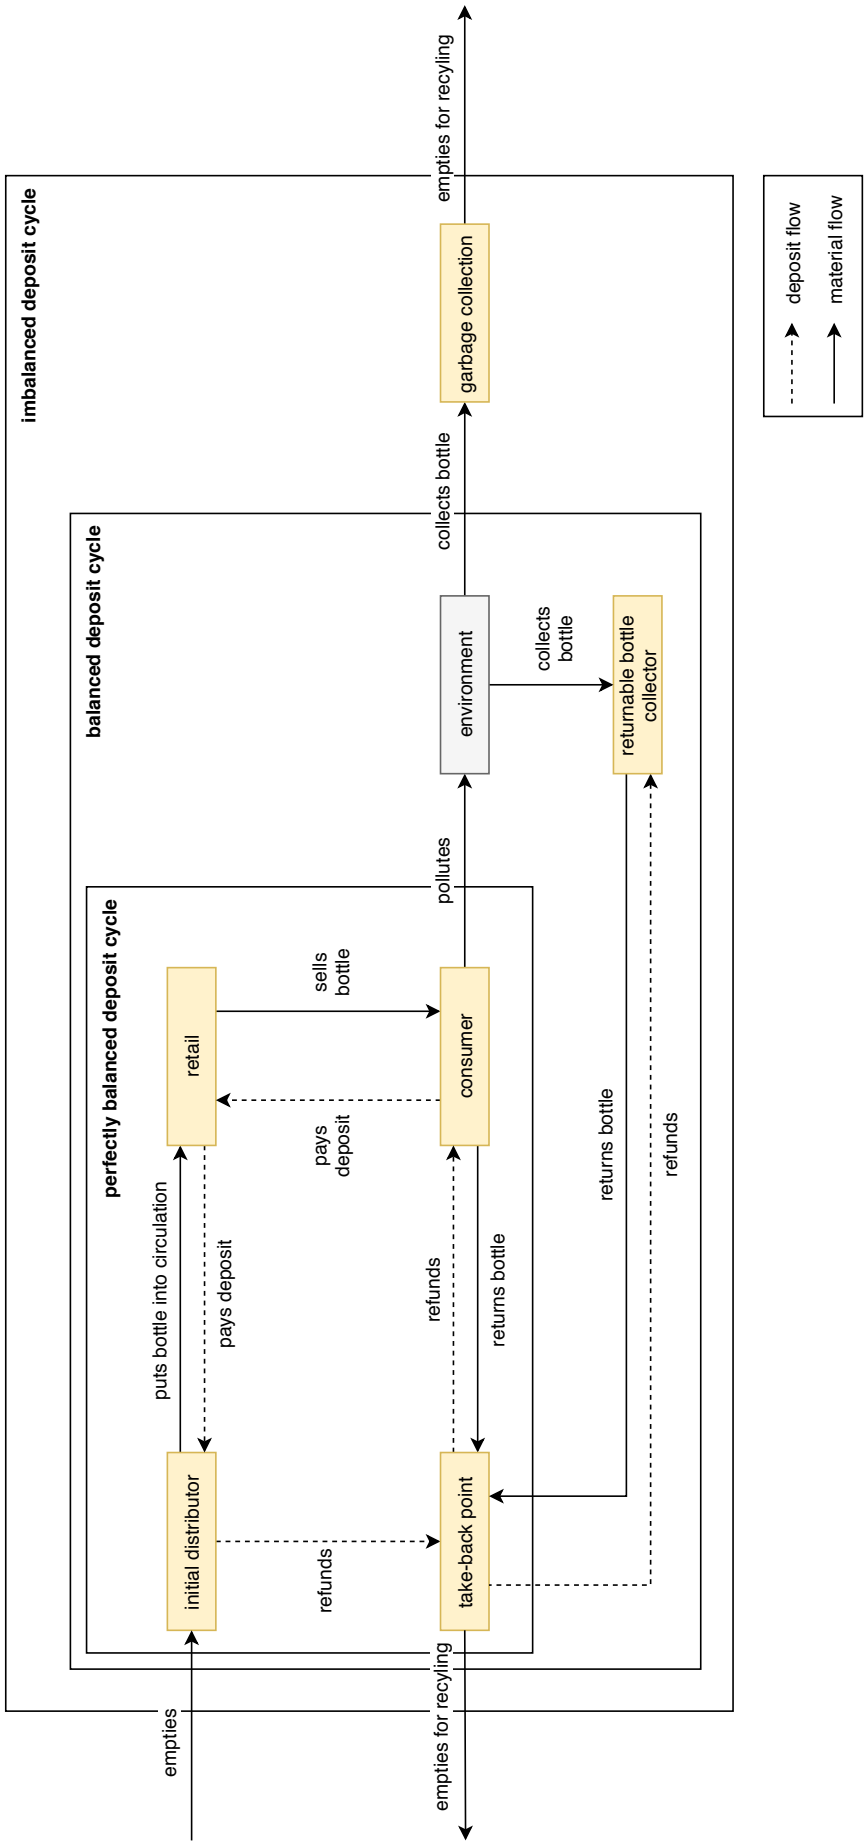 imbalanced deposit cycle
balanced deposit cycle
perfectly balanced deposit cycle
empties
initial distributor
puts bottle into circulation
pays deposit
retail
refunds
pays
deposit
sells
bottle
empties for recyling
take-back point
refunds
returns bottle
consumer
pollutes
environment
collects bottle
garbage collection
empties for recyling
collects
bottle
returns bottle
refunds
returnable bottle
collector
deposit flow
material flow